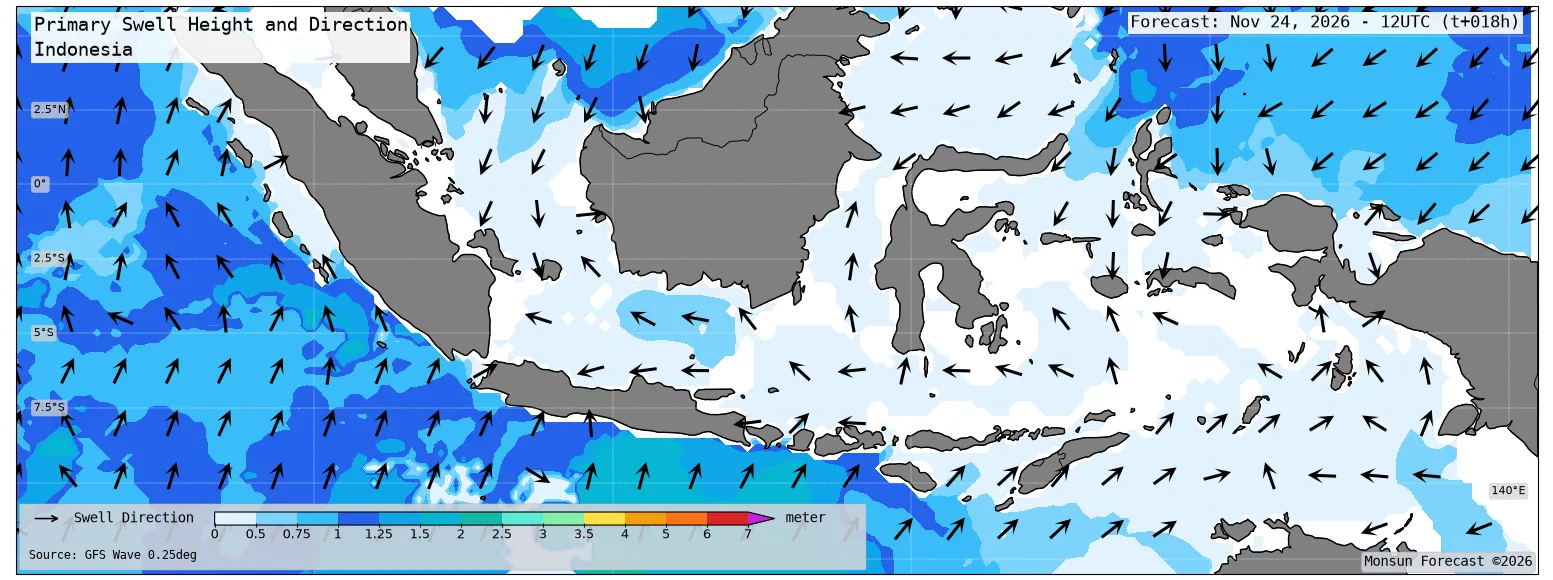 Primary Swell Height and Direction
Indonesia
Forecast: Nov 24, 2026 - 12UTC (t+018h)
2.5°N
0°
2.5°S
5°S
7.5°S
140°E
Swell Direction
0 0.5 0.75 1 1.25 1.5 2 2.5 3 3.5 4 5 6 7
meter
Source: GFS Wave 0.25deg
Monsun Forecast ©2026